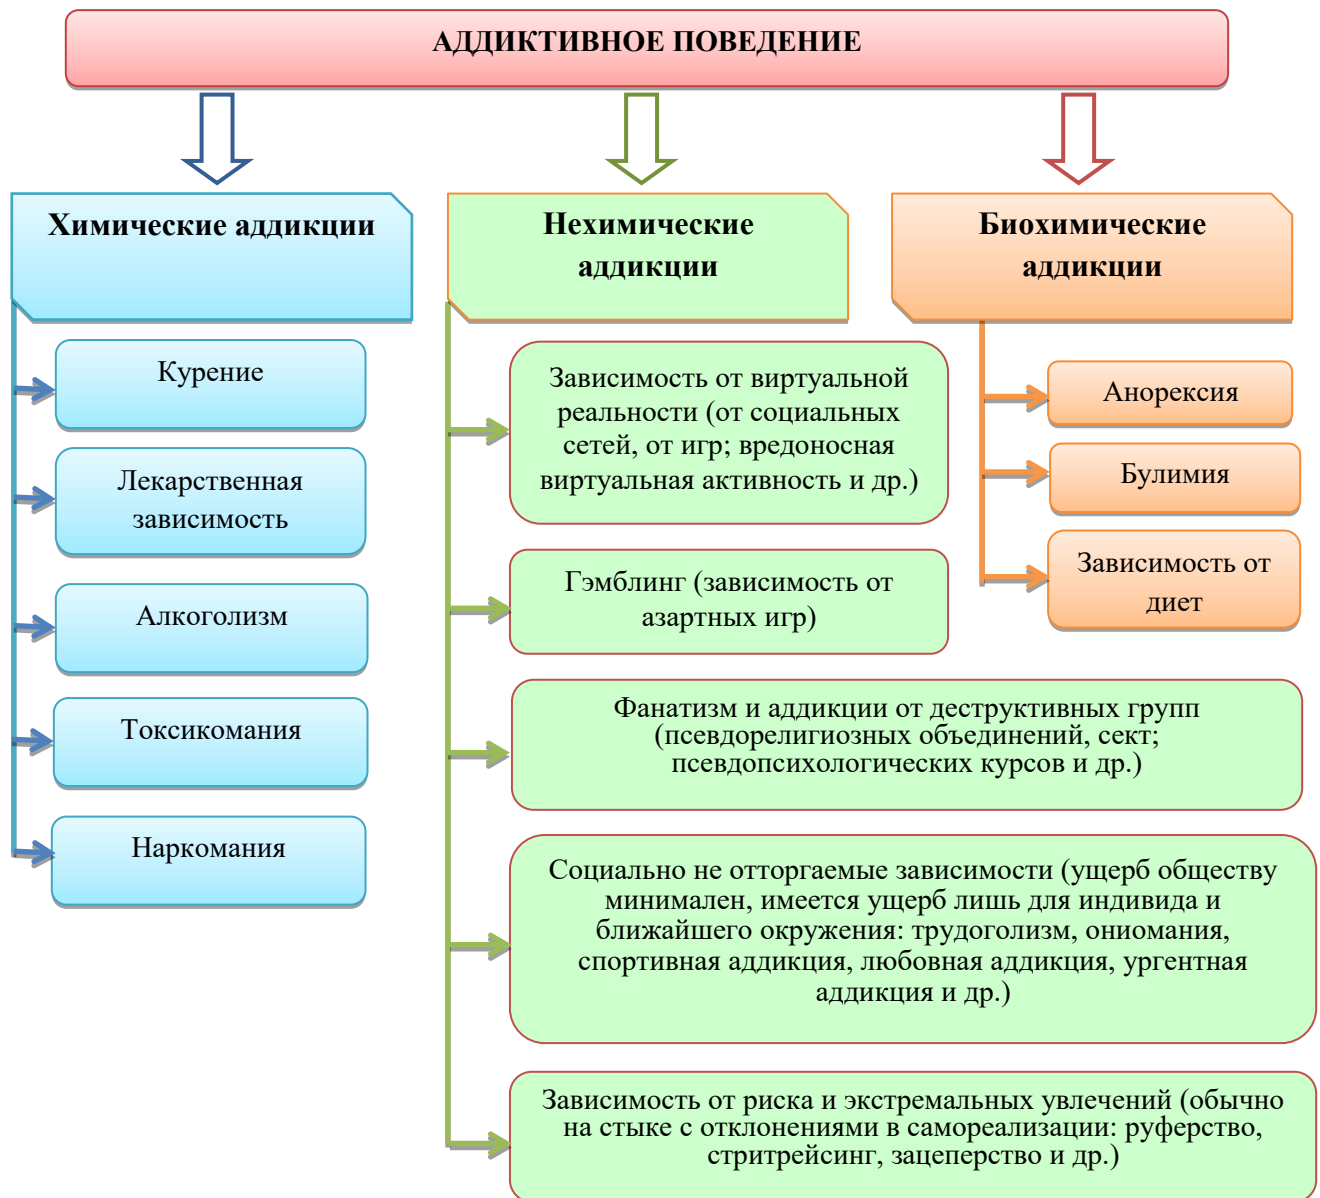 АДДИКТИВНОЕ ПОВЕДЕНИЕ
Химические аддикции
Курение
Лекарственная
зависимость
Алкоголизм
Токсикомания
Наркомания
Нехимические
аддикции
Зависимость от виртуальной
реальности (от социальных
сетей, от игр; вредоносная
виртуальная активность и др.)
Гэмблинг (зависимость от
азартных игр)
Фанатизм и аддикции от деструктивных групп
(псевдорелигиозных объединений, сект;
псевдопсихологических курсов и др.)
Социально не отторгаемые зависимости (ущерб обществу
минимален, имеется ущерб лишь для индивида и
ближайшего окружения: трудоголизм, ониомания,
спортивная аддикция, любовная аддикция, ургентная
аддикция и др.)
Зависимость от риска и экстремальных увлечений (обычно
на стыке с отклонениями в самореализации: руферство,
стритрейсинг, зацеперство и др.)
Биохимические
аддикции
Анорексия
Булимия
Зависимость от
диет